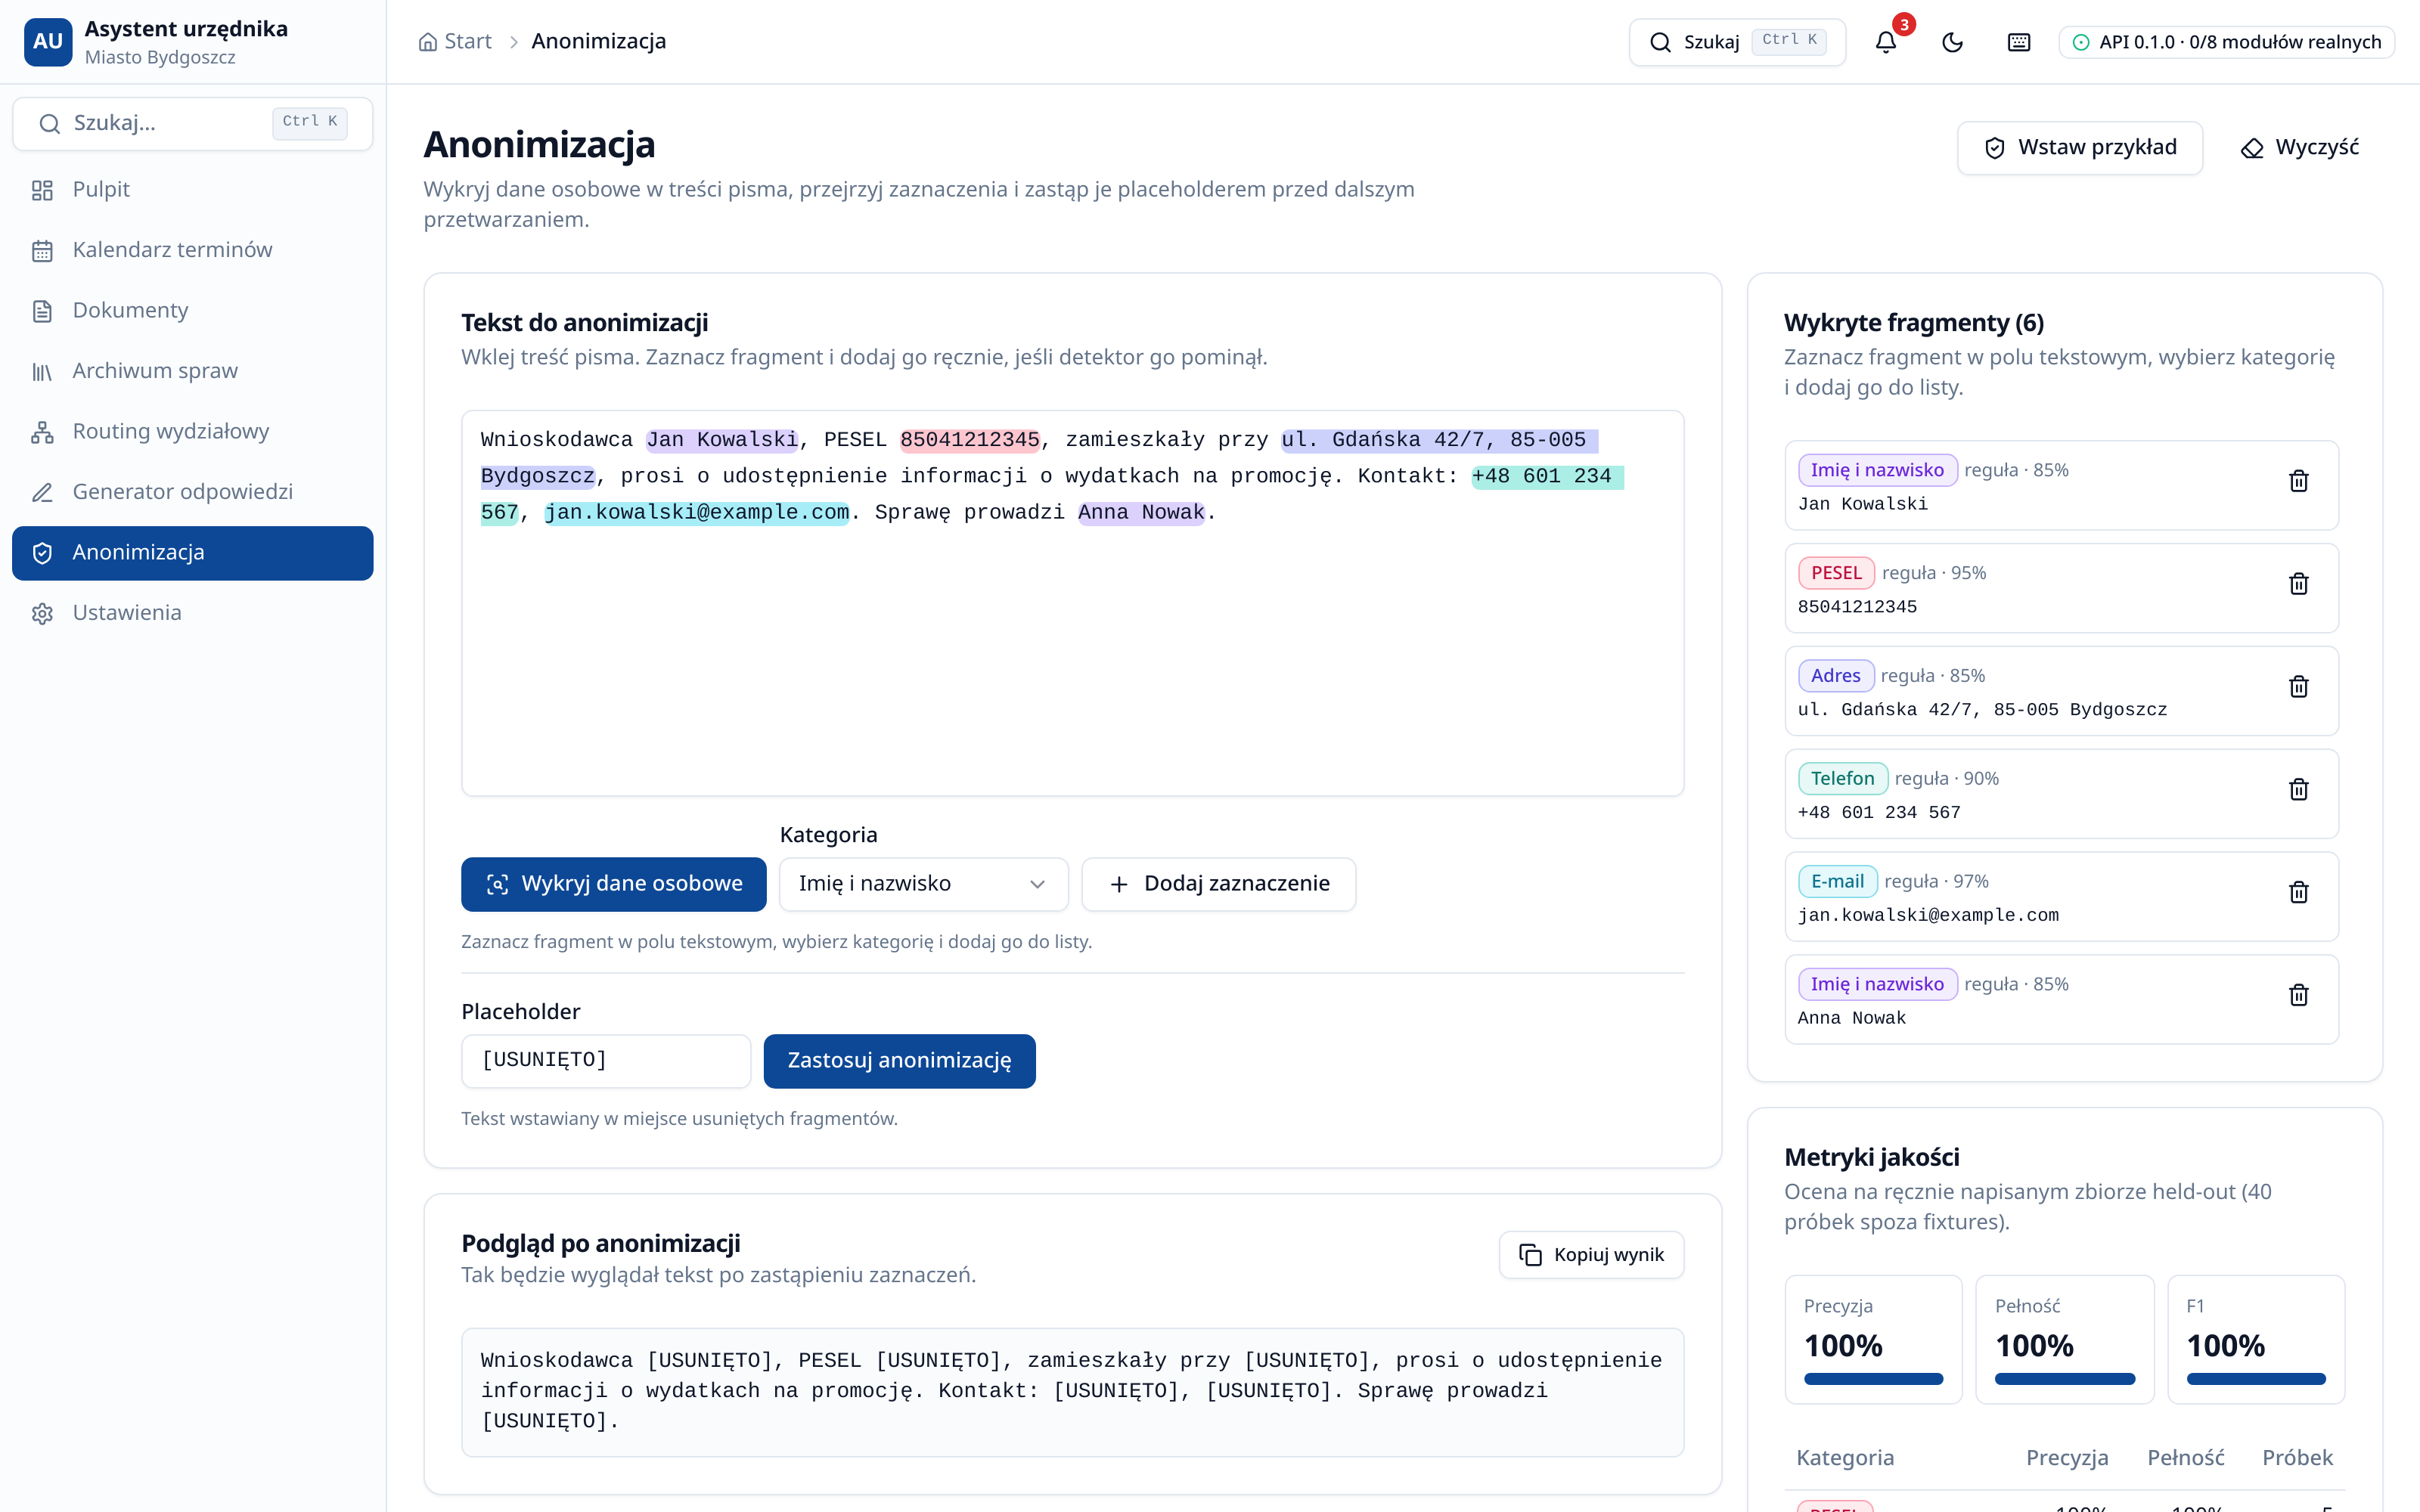 AU
Asystent urzędnika
Miasto Bydgoszcz
Szukaj...
Ctrl K
Pulpit
Kalendarz terminów
Dokumenty
Archiwum spraw
Routing wydziałowy
Generator odpowiedzi
Anonimizacja
Ustawienia
Start
Anonimizacja
Szukaj
Ctrl K
3
API 0.1.0 · 0/8 modułów realnych
Anonimizacja
Wykryj dane osobowe w treści pisma, przejrzyj zaznaczenia i zastąp je placeholderem przed dalszym
przetwarzaniem.
Wstaw przykład
Wyczyść
Tekst do anonimizacji
Wklej treść pisma. Zaznacz fragment i dodaj go ręcznie, jeśli detektor go pominął.
Wnioskodawca Jan Kowalski, PESEL 85041212345, zamieszkały przy ul. Gdańska 42/7, 85-005
Bydgoszcz, prosi o udostępnienie informacji o wydatkach na promocję. Kontakt: +48 601 234
567, jan.kowalski@example.com. Sprawę prowadzi Anna Nowak.
Kategoria
Wykryj dane osobowe
Imię i nazwisko
Dodaj zaznaczenie
Zaznacz fragment w polu tekstowym, wybierz kategorię i dodaj go do listy.
Placeholder
[USUNIĘTO]
Zastosuj anonimizację
Tekst wstawiany w miejsce usuniętych fragmentów.
Podgląd po anonimizacji
Tak będzie wyglądał tekst po zastąpieniu zaznaczeń.
Kopiuj wynik
Wnioskodawca [USUNIĘTO], PESEL [USUNIĘTO], zamieszkały przy [USUNIĘTO], prosi o udostępnienie
informacji o wydatkach na promocję. Kontakt: [USUNIĘTO], [USUNIĘTO]. Sprawę prowadzi
[USUNIĘTO].
Wykryte fragmenty (6)
Zaznacz fragment w polu tekstowym, wybierz kategorię
i dodaj go do listy.
Imię i nazwisko reguła · 85%
Jan Kowalski
PESEL reguła · 95%
85041212345
Adres reguła · 85%
ul. Gdańska 42/7, 85-005 Bydgoszcz
Telefon reguła · 90%
+48 601 234 567
E-mail reguła · 97%
jan.kowalski@example.com
Imię i nazwisko reguła · 85%
Anna Nowak
Metryki jakości
Ocena na ręcznie napisanym zbiorze held-out (40
próbek spoza fixtures).
Precyzja
100%
Pełność
100%
F1
100%
Kategoria Precyzja Pełność Próbek
PESEL 100% 100% 5